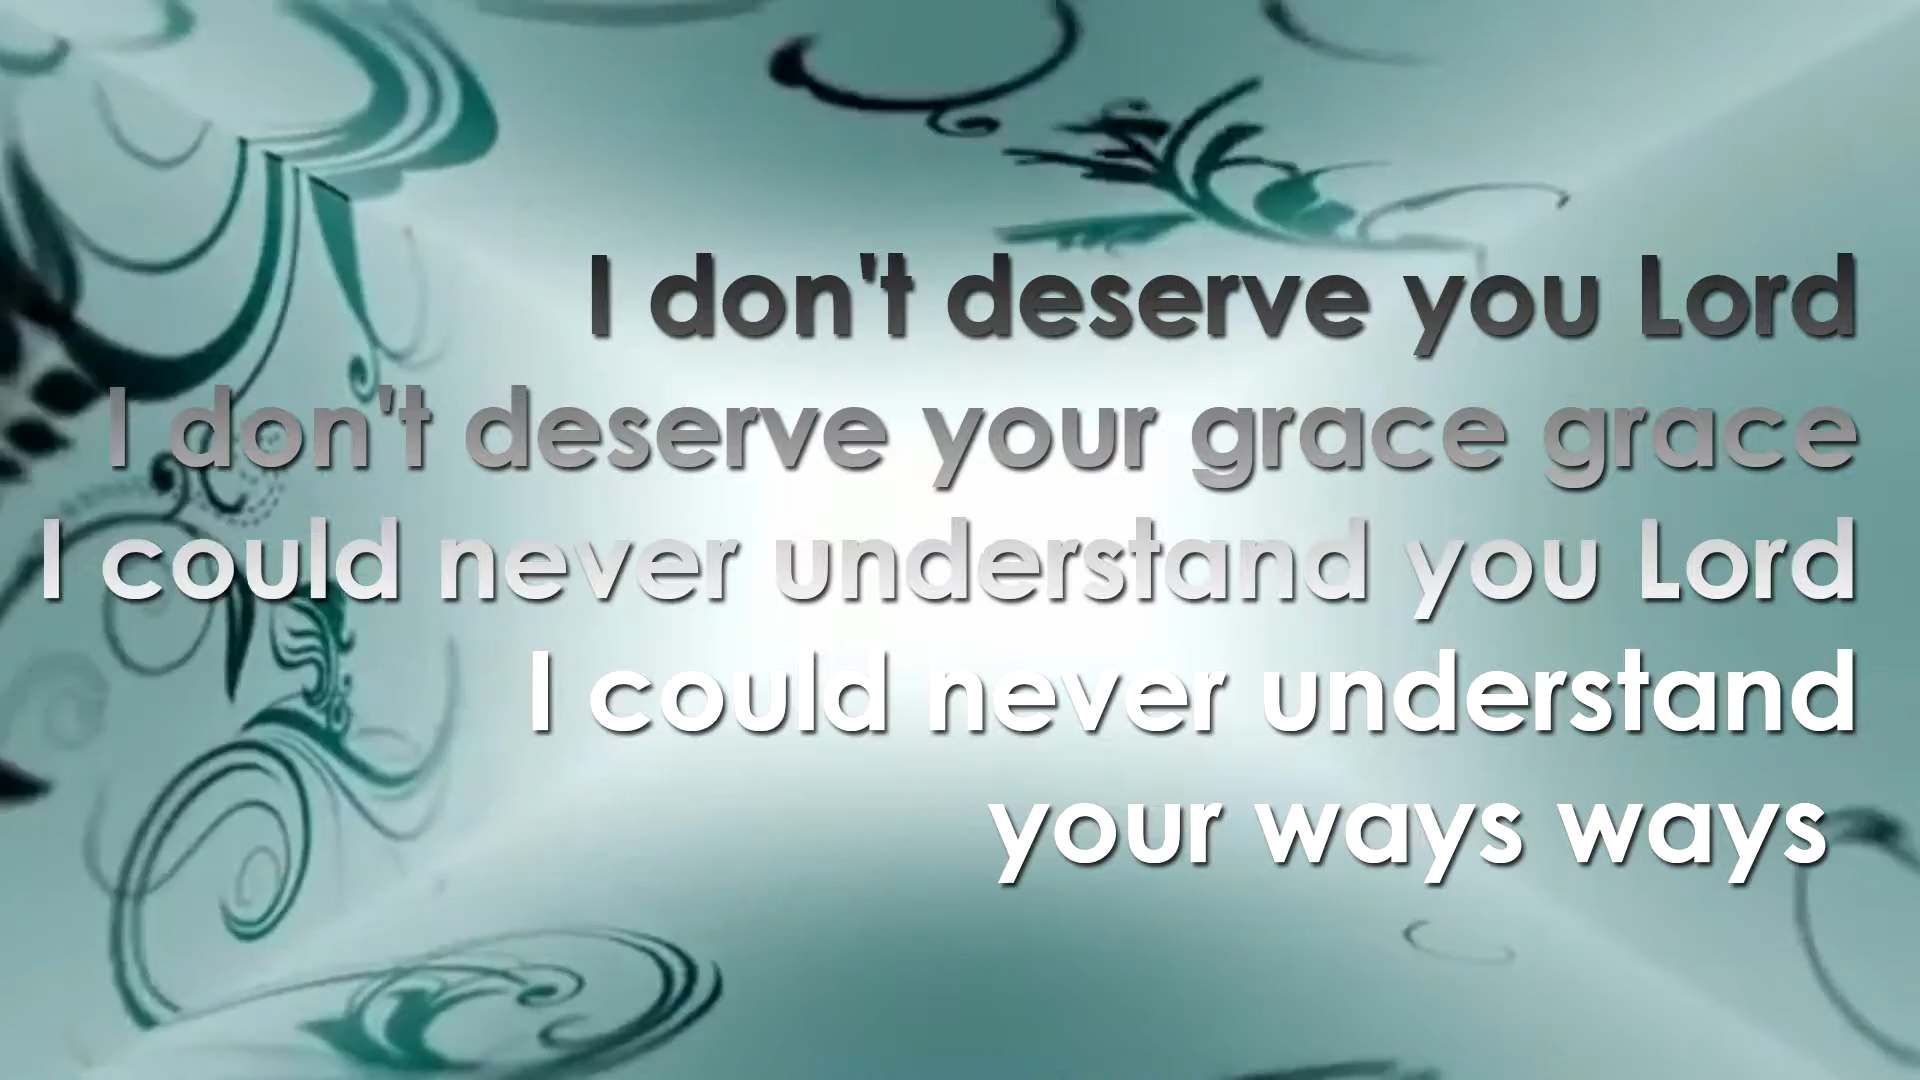 I don't deserve you Lord
I don't deserve your grace grace
I could never understand you Lord
I could never understand
your ways ways